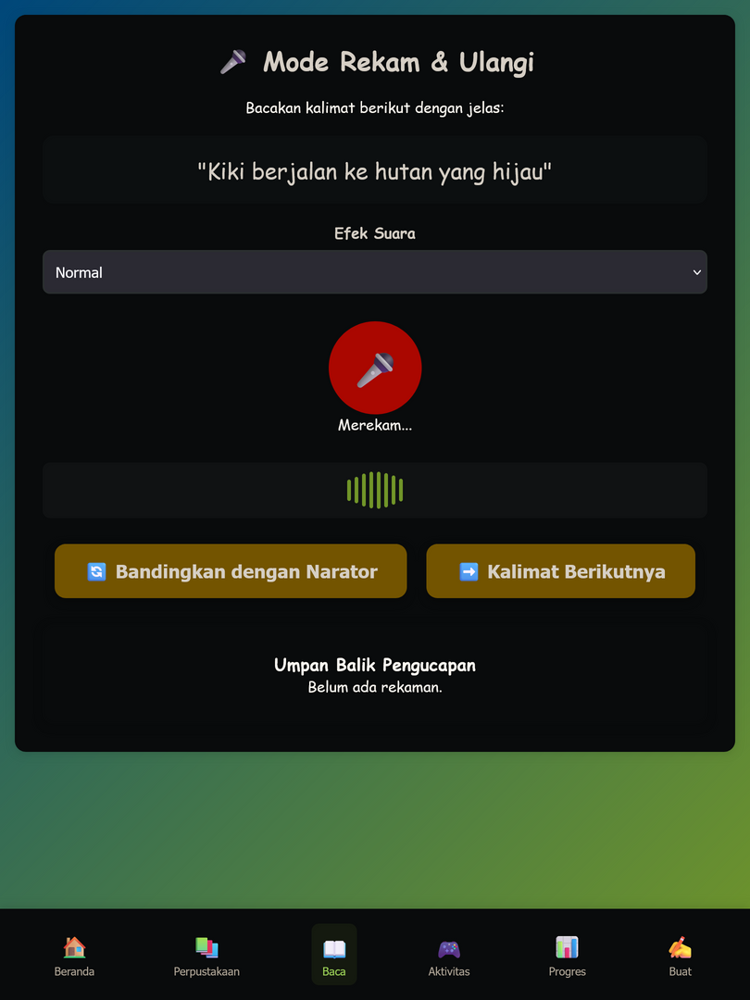 Mode Rekam & Ulangi
Bacakan kalimat berikut dengan jelas:
"Kiki berjalan ke hutan yang hijau"
Efek Suara
Normal
Merekam...
Bandingkan dengan Narator
Kalimat Berikutnya
Umpan Balik Pengucapan
Belum ada rekaman.
Beranda
Perpustakaan
Baca
Aktivitas
Progres
Buat